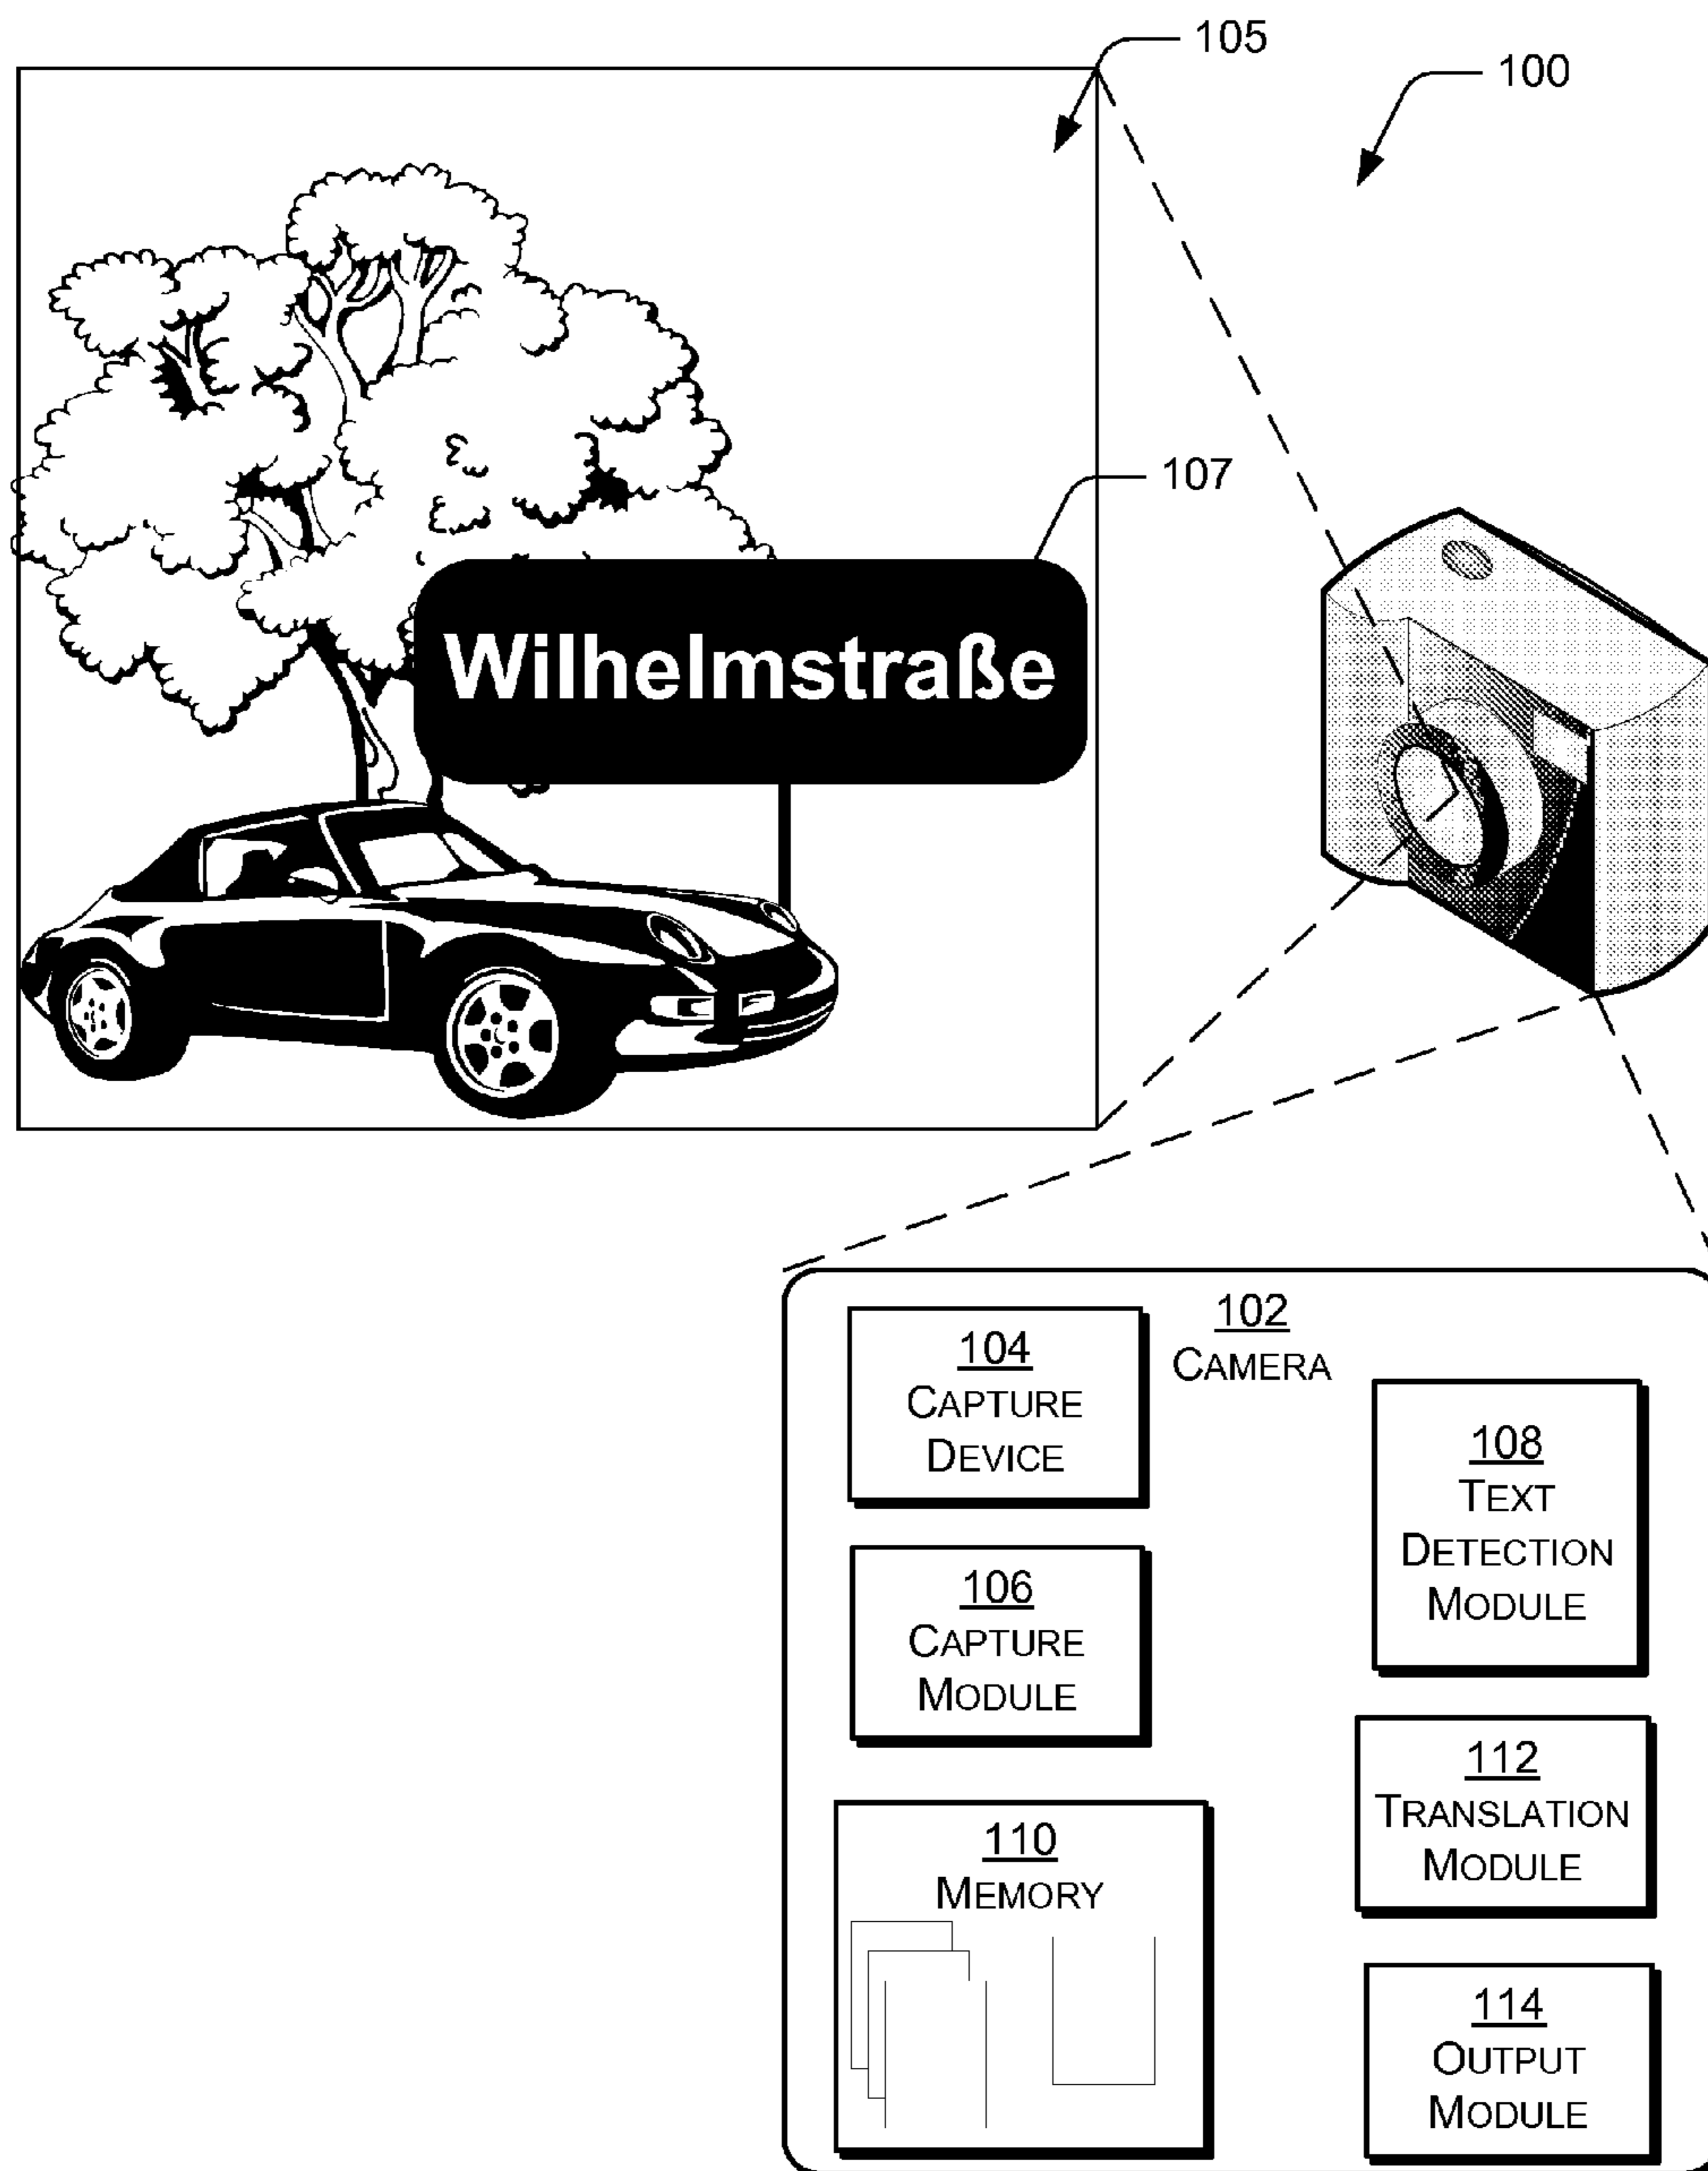 105
100
107
Wilhelmstraße
102
CAMERA
104
CAPTURE
DEVICE
108
TEXT
DETECTION
MODULE
106
CAPTURE
MODULE
112
TRANSLATION
MODULE
110
MEMORY
114
OUTPUT
MODULE